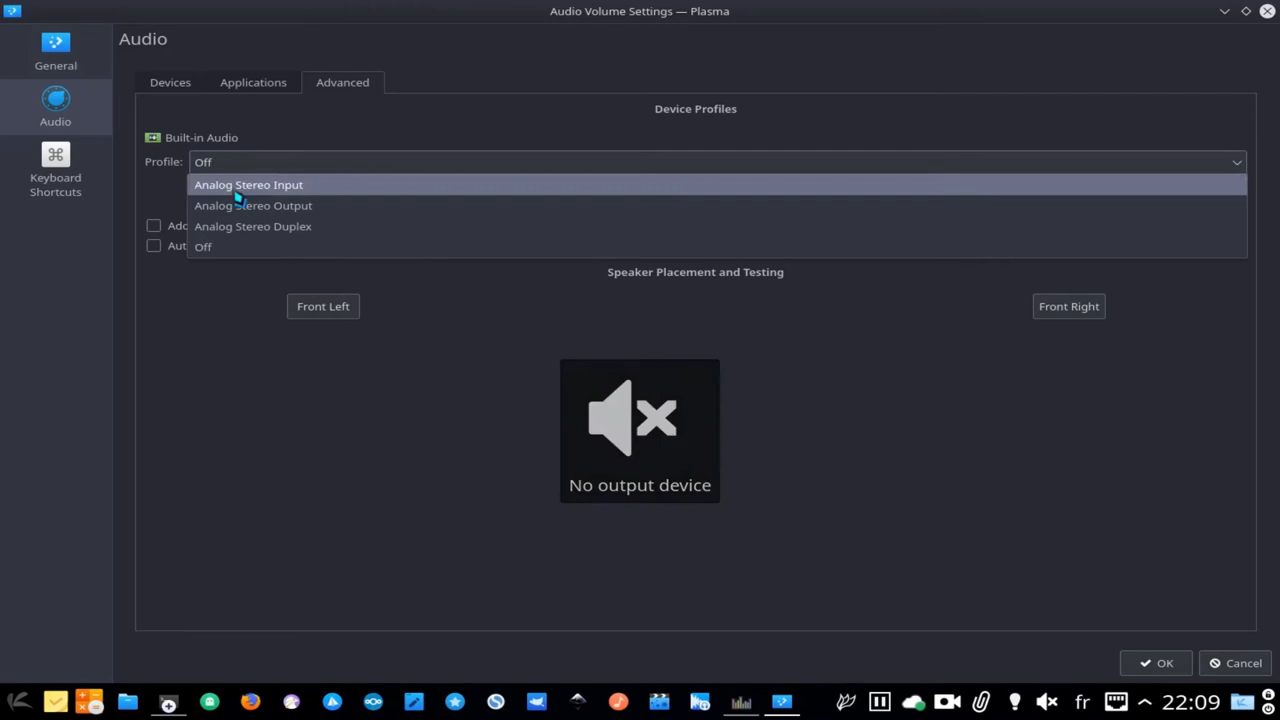 Audio Volume Settings — Plasma
General
Audio
Keyboard
Shortcuts
Audio
Devices
Applications
Advanced
Device Profiles
Built-in Audio
Profile:
Off
Analog Stereo Input
Analog Stereo Output
Analog Stereo Duplex
Off
Speaker Placement and Testing
Front Left
Front Right
No output device
OK
Cancel
fr
22:09